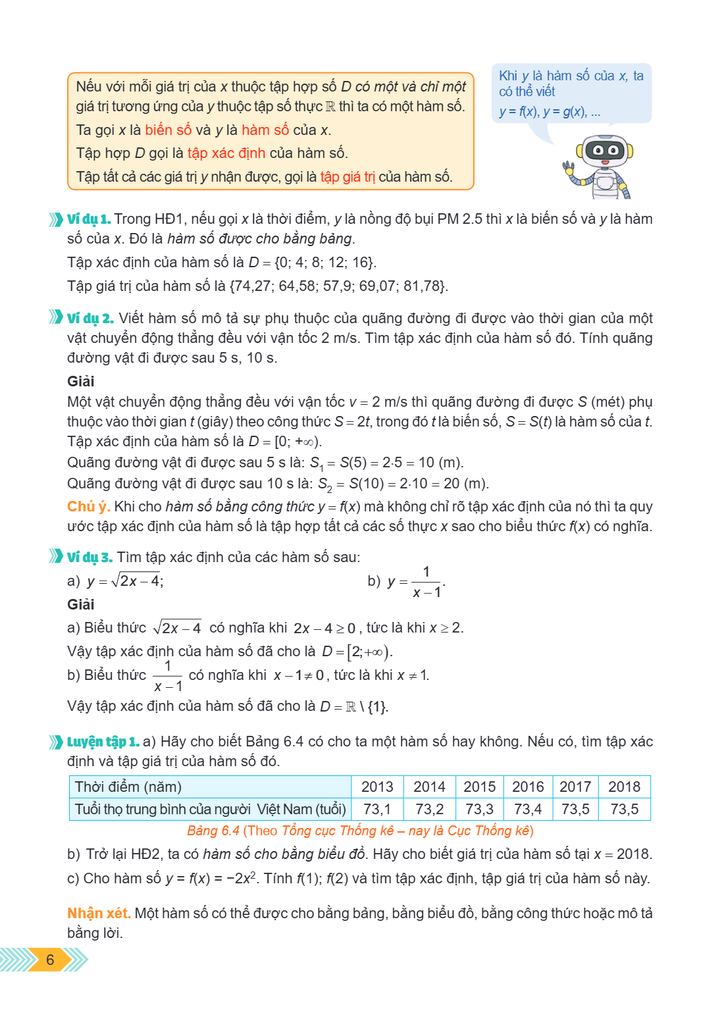 Nếu với mỗi giá trị của x thuộc tập hợp số D có một và chỉ một
giá trị tương ứng của y thuộc tập số thực ℝ thì ta có một hàm số.
Ta gọi x là biến số và y là hàm số của x.
Tập hợp D gọi là tập xác định của hàm số.
Tập tất cả các giá trị y nhận được, gọi là tập giá trị của hàm số.
Khi y là hàm số của x, ta
có thể viết
y = f(x), y = g(x), ...
Ví dụ 1. Trong HĐ1, nếu gọi x là thời điểm, y là nồng độ bụi PM 2.5 thì x là biến số và y là hàm
số của x. Đó là hàm số được cho bằng bảng.
Tập xác định của hàm số là D = {0; 4; 8; 12; 16}.
Tập giá trị của hàm số là {74,27; 64,58; 57,9; 69,07; 81,78}.
Ví dụ 2. Viết hàm số mô tả sự phụ thuộc của quãng đường đi được vào thời gian của một
vật chuyển động thẳng đều với vận tốc 2 m/s. Tìm tập xác định của hàm số đó. Tính quãng
đường vật đi được sau 5 s, 10 s.
Giải
Một vật chuyển động thẳng đều với vận tốc v = 2 m/s thì quãng đường đi được S (mét) phụ
thuộc vào thời gian t (giây) theo công thức S = 2t, trong đó t là biến số, S = S(t) là hàm số của t.
Tập xác định của hàm số là D = [0; +∞).
Quãng đường vật đi được sau 5 s là: S₁ = S(5) = 2·5 = 10 (m).
Quãng đường vật đi được sau 10 s là: S₂ = S(10) = 2·10 = 20 (m).
Chú ý. Khi cho hàm số bằng công thức y = f(x) mà không chỉ rõ tập xác định của nó thì ta quy
ước tập xác định của hàm số là tập hợp tất cả các số thực x sao cho biểu thức f(x) có nghĩa.
Ví dụ 3. Tìm tập xác định của các hàm số sau:
a) y = √(2x − 4); b) y = 1/(x − 1).
Giải
a) Biểu thức √(2x − 4) có nghĩa khi 2x − 4 ≥ 0, tức là khi x ≥ 2.
Vậy tập xác định của hàm số đã cho là D = [2;+∞).
b) Biểu thức 1/(x − 1) có nghĩa khi x − 1 ≠ 0, tức là khi x ≠ 1.
Vậy tập xác định của hàm số đã cho là D = ℝ \ {1}.
Luyện tập 1. a) Hãy cho biết Bảng 6.4 có cho ta một hàm số hay không. Nếu có, tìm tập xác
định và tập giá trị của hàm số đó.
Thời điểm (năm) 2013 2014 2015 2016 2017 2018
Tuổi thọ trung bình của người Việt Nam (tuổi) 73,1 73,2 73,3 73,4 73,5 73,5
Bảng 6.4 (Theo Tổng cục Thống kê – nay là Cục Thống kê)
b) Trở lại HĐ2, ta có hàm số cho bằng biểu đồ. Hãy cho biết giá trị của hàm số tại x = 2018.
c) Cho hàm số y = f(x) = −2x². Tính f(1); f(2) và tìm tập xác định, tập giá trị của hàm số này.
Nhận xét. Một hàm số có thể được cho bằng bảng, bằng biểu đồ, bằng công thức hoặc mô tả
bằng lời.
6